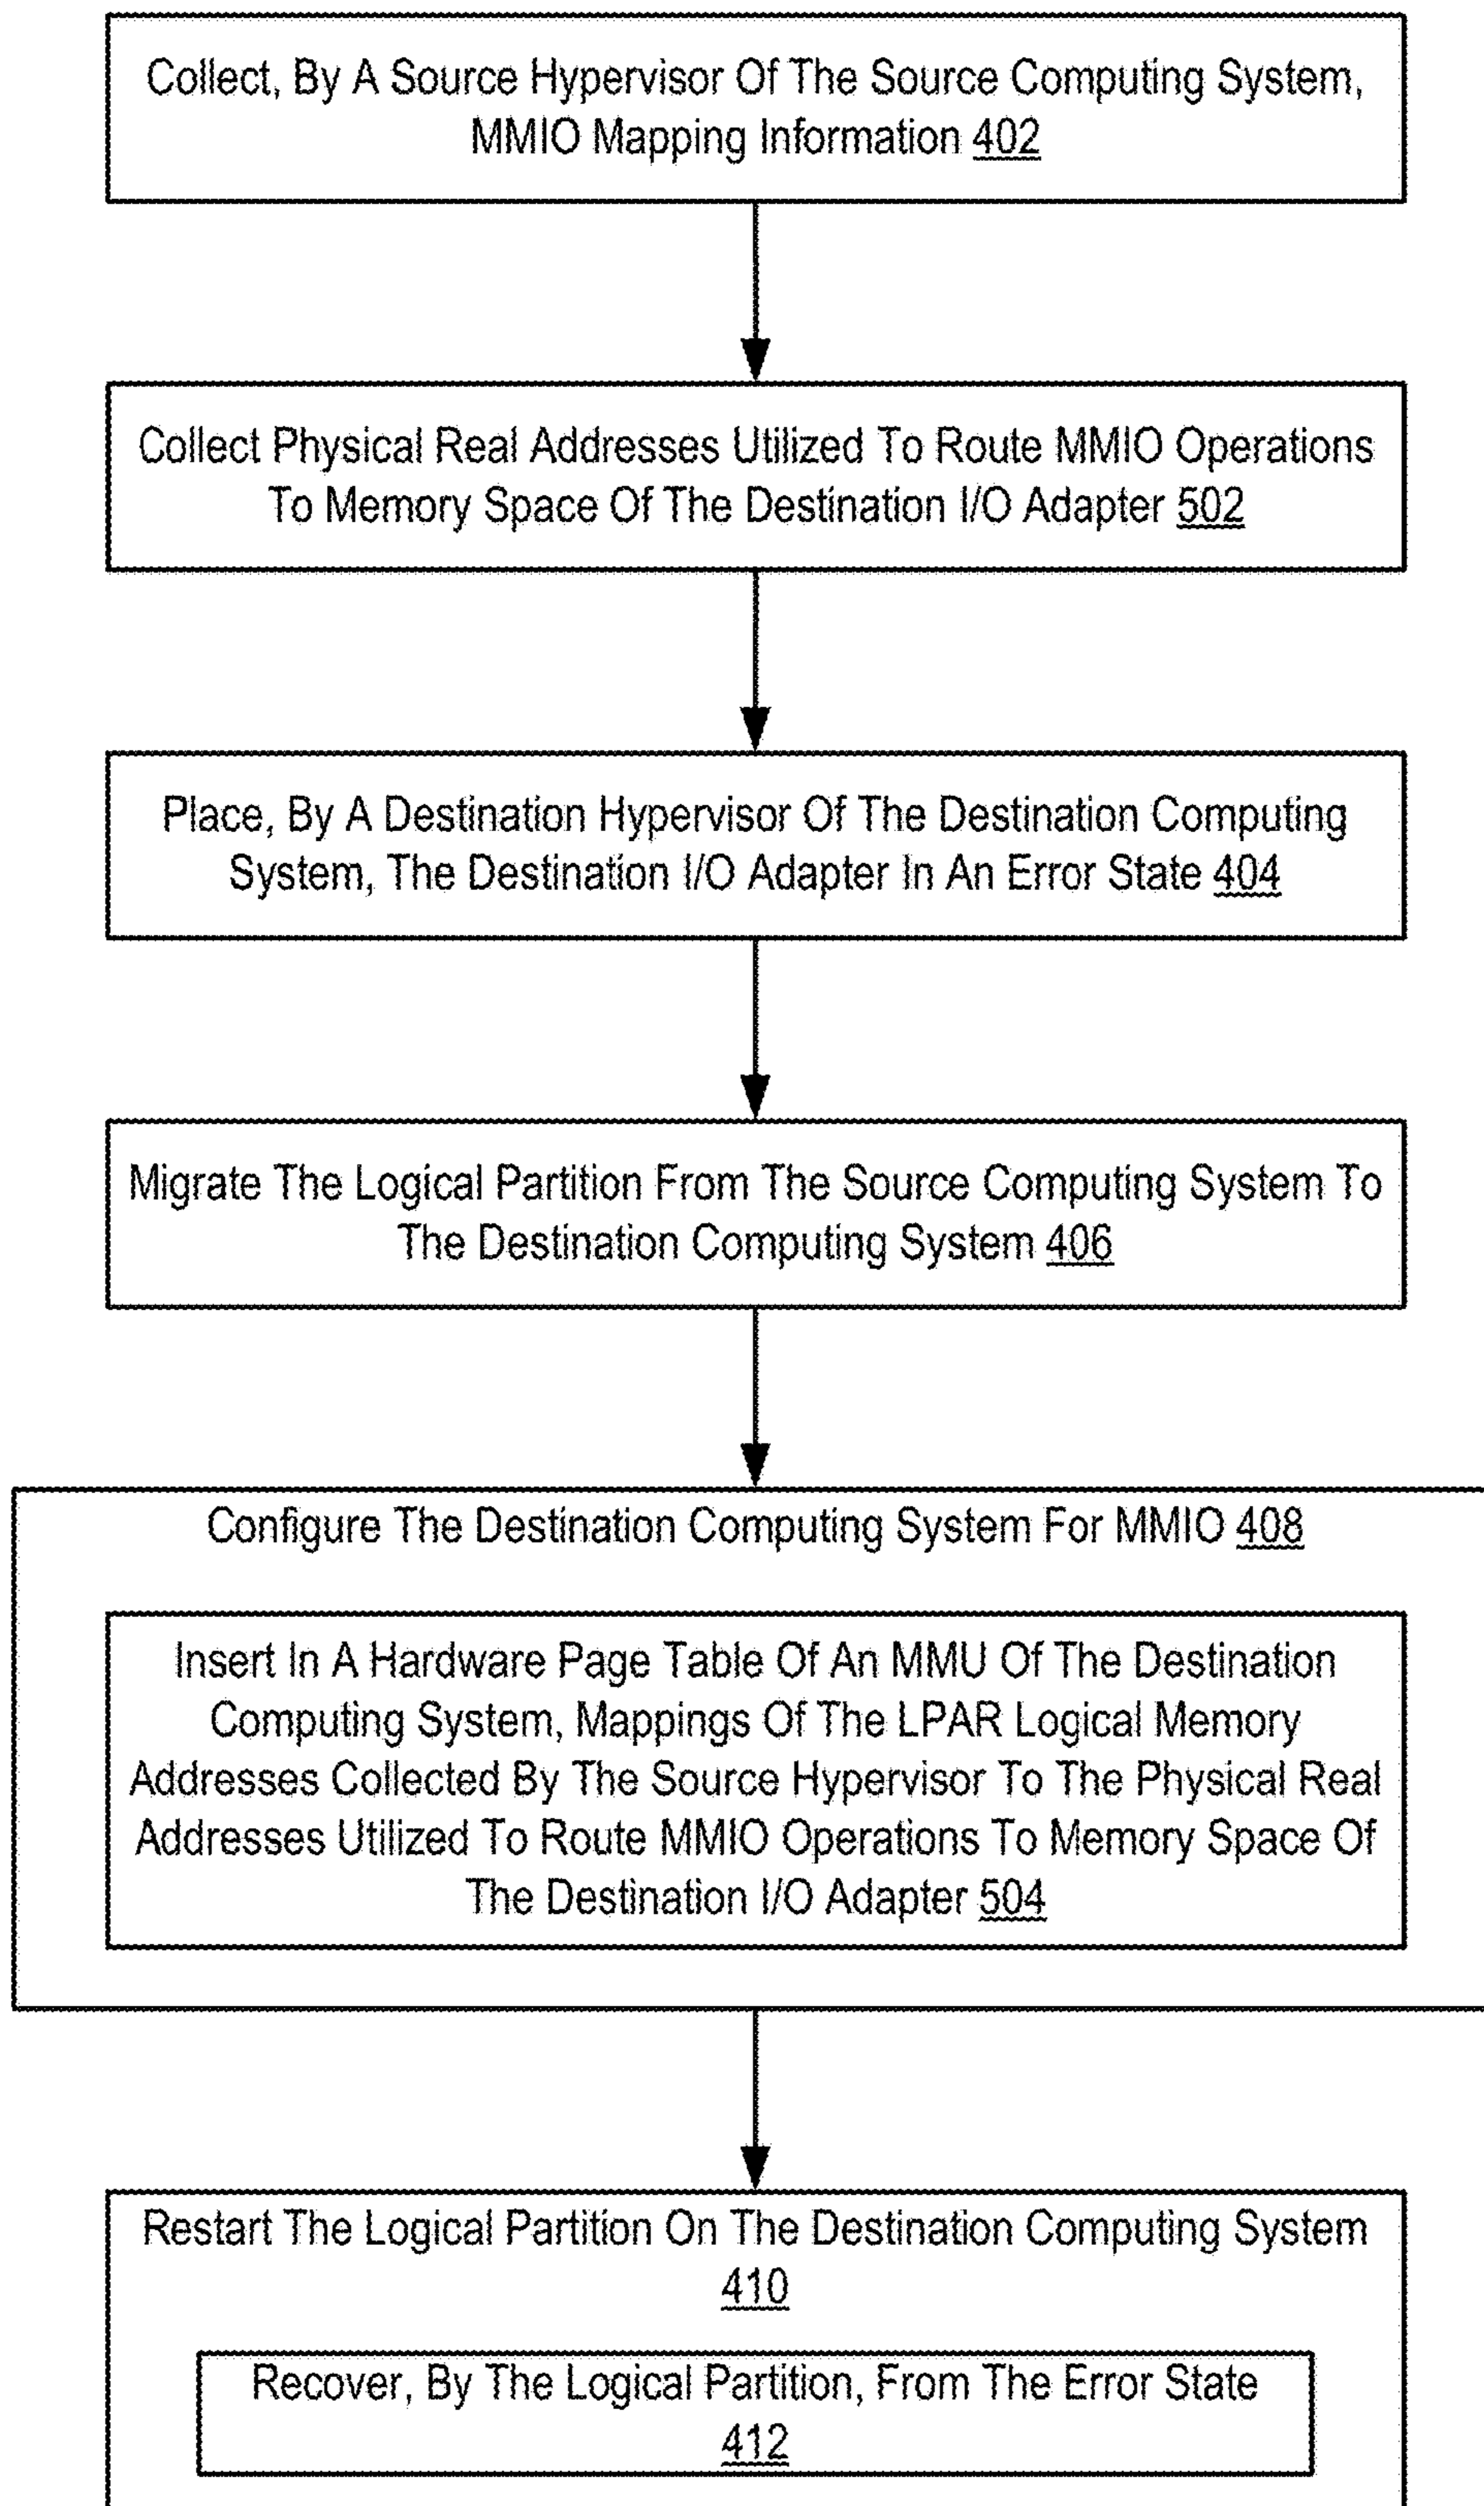 Collect, By A Source Hypervisor Of The Source Computing System,
MMIO Mapping Information 402
Collect Physical Real Addresses Utilized To Route MMIO Operations
To Memory Space Of The Destination I/O Adapter 502
Place, By A Destination Hypervisor Of The Destination Computing
System, The Destination I/O Adapter In An Error State 404
Migrate The Logical Partition From The Source Computing System To
The Destination Computing System 406
Configure The Destination Computing System For MMIO 408
Insert In A Hardware Page Table Of An MMU Of The Destination
Computing System, Mappings Of The LPAR Logical Memory
Addresses Collected By The Source Hypervisor To The Physical Real
Addresses Utilized To Route MMIO Operations To Memory Space Of
The Destination I/O Adapter 504
Restart The Logical Partition On The Destination Computing System
410
Recover, By The Logical Partition, From The Error State
412